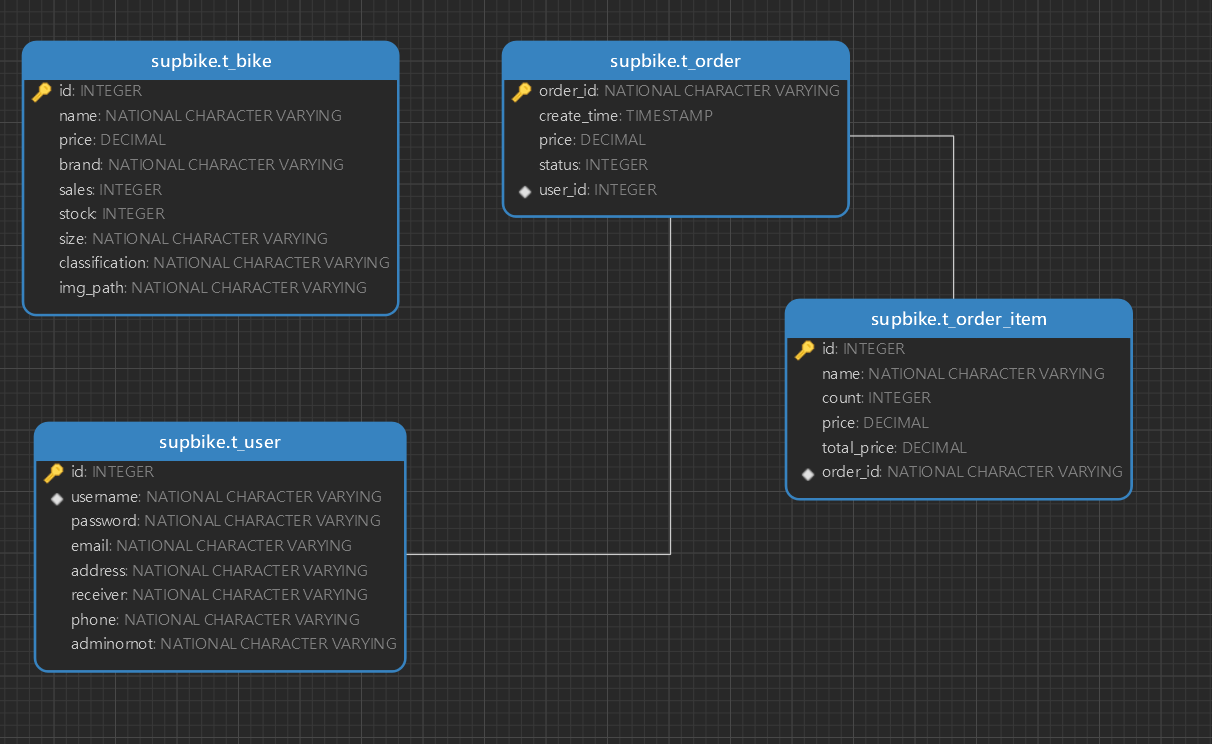 supbike.t_bike
id: INTEGER
name: NATIONAL CHARACTER VARYING
price: DECIMAL
brand: NATIONAL CHARACTER VARYING
sales: INTEGER
stock: INTEGER
size: NATIONAL CHARACTER VARYING
classification: NATIONAL CHARACTER VARYING
img_path: NATIONAL CHARACTER VARYING
supbike.t_order
order_id: NATIONAL CHARACTER VARYING
create_time: TIMESTAMP
price: DECIMAL
status: INTEGER
user_id: INTEGER
supbike.t_order_item
id: INTEGER
name: NATIONAL CHARACTER VARYING
count: INTEGER
price: DECIMAL
total_price: DECIMAL
order_id: NATIONAL CHARACTER VARYING
supbike.t_user
id: INTEGER
username: NATIONAL CHARACTER VARYING
password: NATIONAL CHARACTER VARYING
email: NATIONAL CHARACTER VARYING
address: NATIONAL CHARACTER VARYING
receiver: NATIONAL CHARACTER VARYING
phone: NATIONAL CHARACTER VARYING
adminornot: NATIONAL CHARACTER VARYING